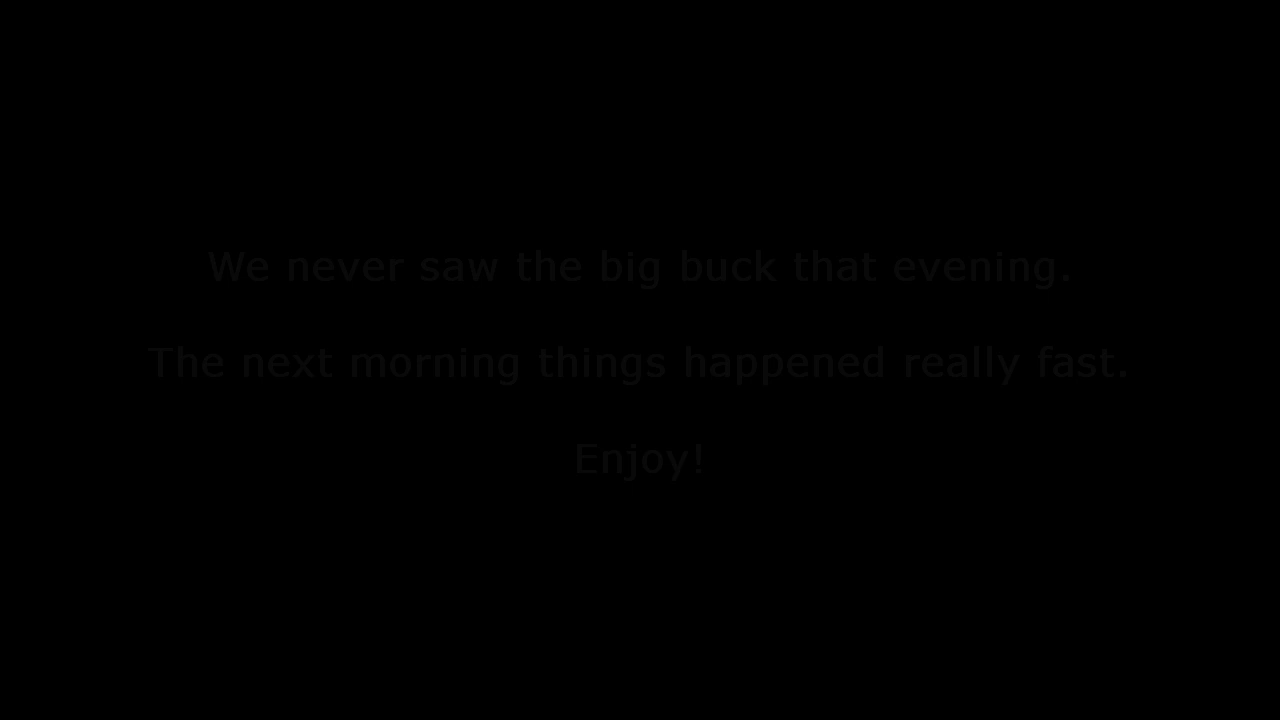 We never saw the big buck that evening.
The next morning things happened really fast.
Enjoy!